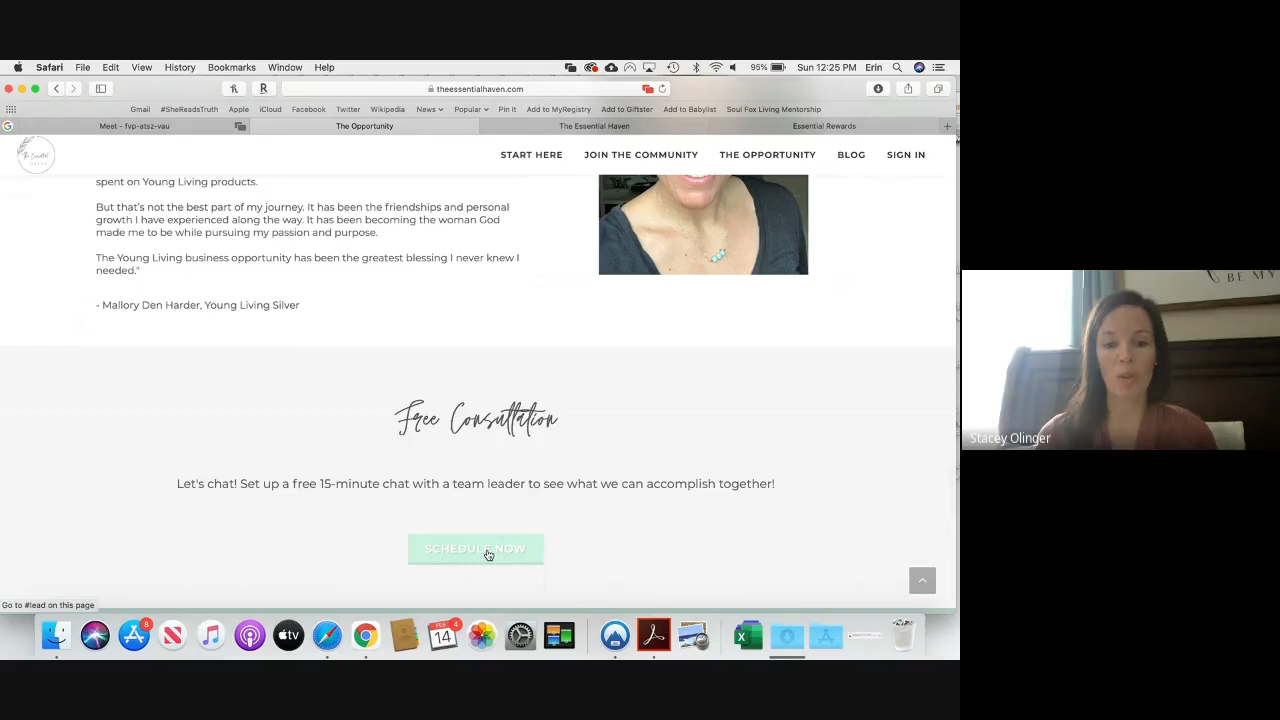 Safari File Edit View History Bookmarks Window Help 95% Sun 12:25 PM Erin
theessentialhaven.com
Gmail #SheReadsTruth Apple iCloud Facebook Twitter Wikipedia News Popular Pin It Add to MyRegistry Add to Giftster Add to Babylist Soul Fox Living Mentorship
Meet - fvp-atsz-vau The Opportunity The Essential Haven Essential Rewards
START HERE JOIN THE COMMUNITY THE OPPORTUNITY BLOG SIGN IN
spent on Young Living products.
But that's not the best part of my journey. It has been the friendships and personal
growth I have experienced along the way. It has been becoming the woman God
made me to be while pursuing my passion and purpose.
The Young Living business opportunity has been the greatest blessing I never knew I
needed."
- Mallory Den Harder, Young Living Silver
BE MY
Stacey Olinger
Free Consultation
Let's chat! Set up a free 15-minute chat with a team leader to see what we can accomplish together!
SCHEDULE NOW
Go to #lead on this page
8
tv
FEB 4
14